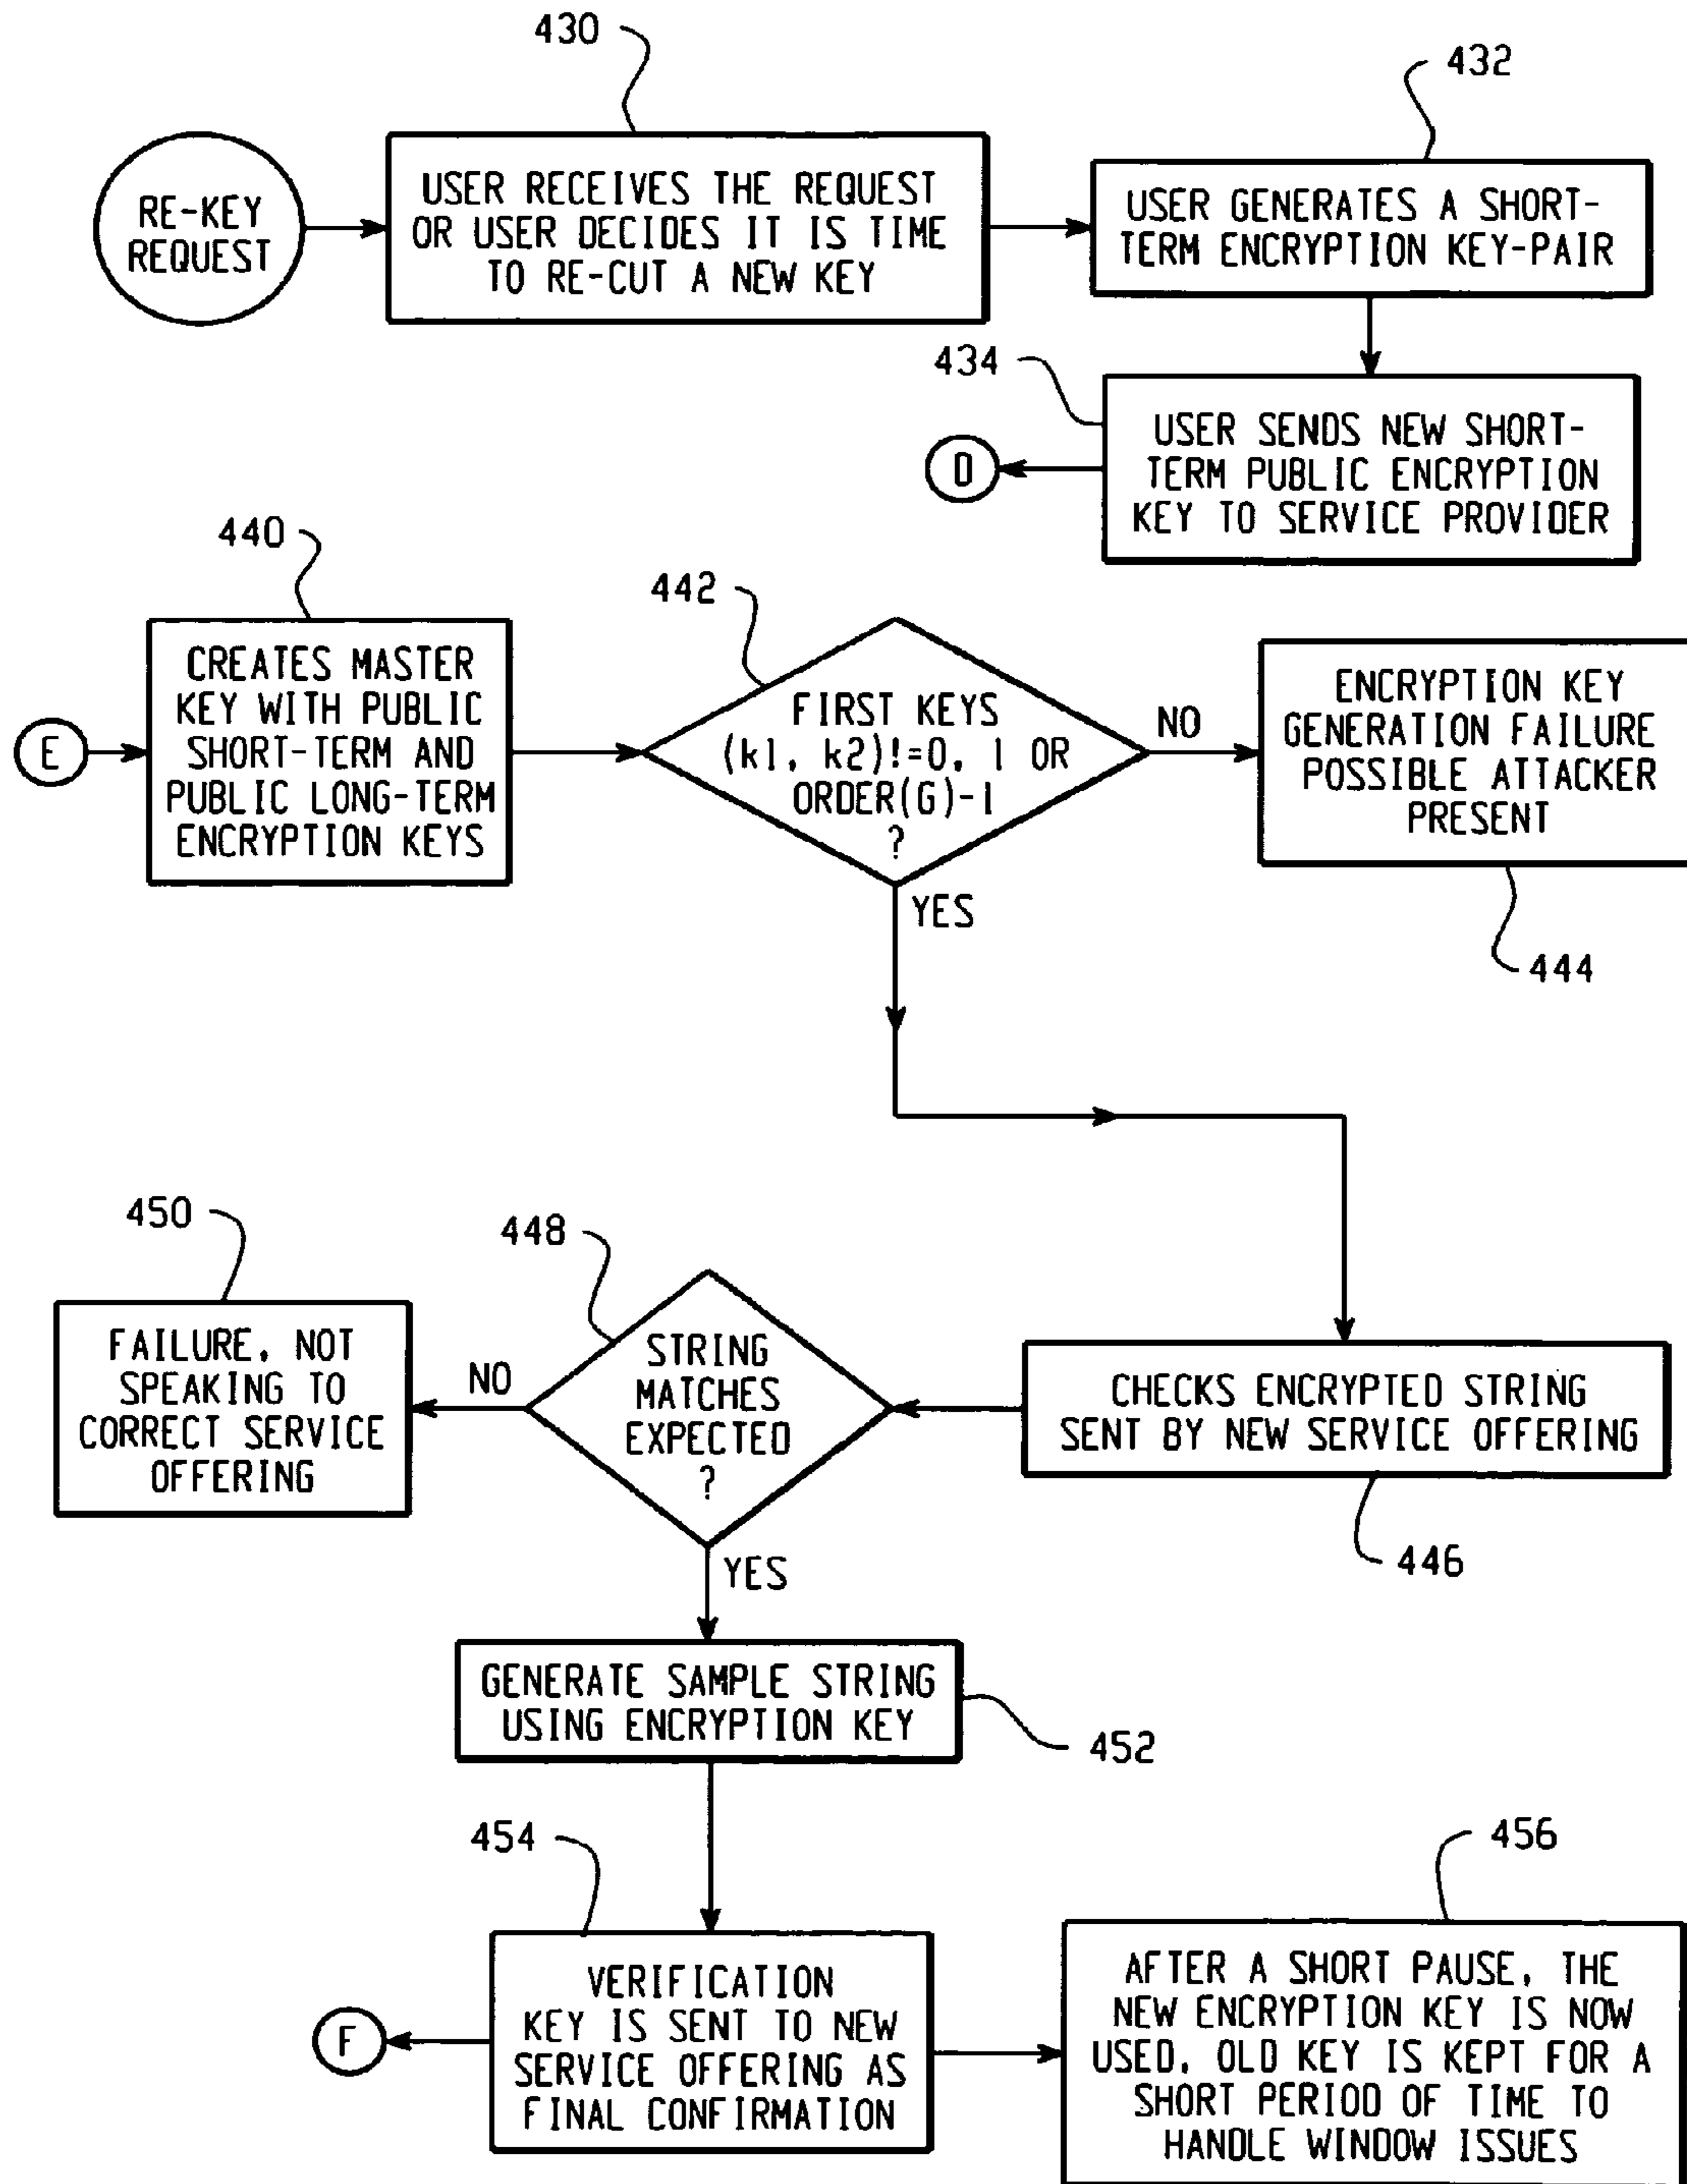 430
432
RE-KEY
REQUEST
USER RECEIVES THE REQUEST
OR USER DECIDES IT IS TIME
TO RE-CUT A NEW KEY
USER GENERATES A SHORT-
TERM ENCRYPTION KEY-PAIR
434
D
USER SENDS NEW SHORT-
TERM PUBLIC ENCRYPTION
KEY TO SERVICE PROVIDER
440
442
E
CREATES MASTER
KEY WITH PUBLIC
SHORT-TERM AND
PUBLIC LONG-TERM
ENCRYPTION KEYS
FIRST KEYS
(k1, k2)!=0, 1 OR
ORDER(G)-1
?
NO
ENCRYPTION KEY
GENERATION FAILURE
POSSIBLE ATTACKER
PRESENT
YES
444
450
448
FAILURE, NOT
SPEAKING TO
CORRECT SERVICE
OFFERING
NO
STRING
MATCHES
EXPECTED
?
CHECKS ENCRYPTED STRING
SENT BY NEW SERVICE OFFERING
446
YES
GENERATE SAMPLE STRING
USING ENCRYPTION KEY
452
454
456
F
VERIFICATION
KEY IS SENT TO NEW
SERVICE OFFERING AS
FINAL CONFIRMATION
AFTER A SHORT PAUSE, THE
NEW ENCRYPTION KEY IS NOW
USED, OLD KEY IS KEPT FOR A
SHORT PERIOD OF TIME TO
HANDLE WINDOW ISSUES